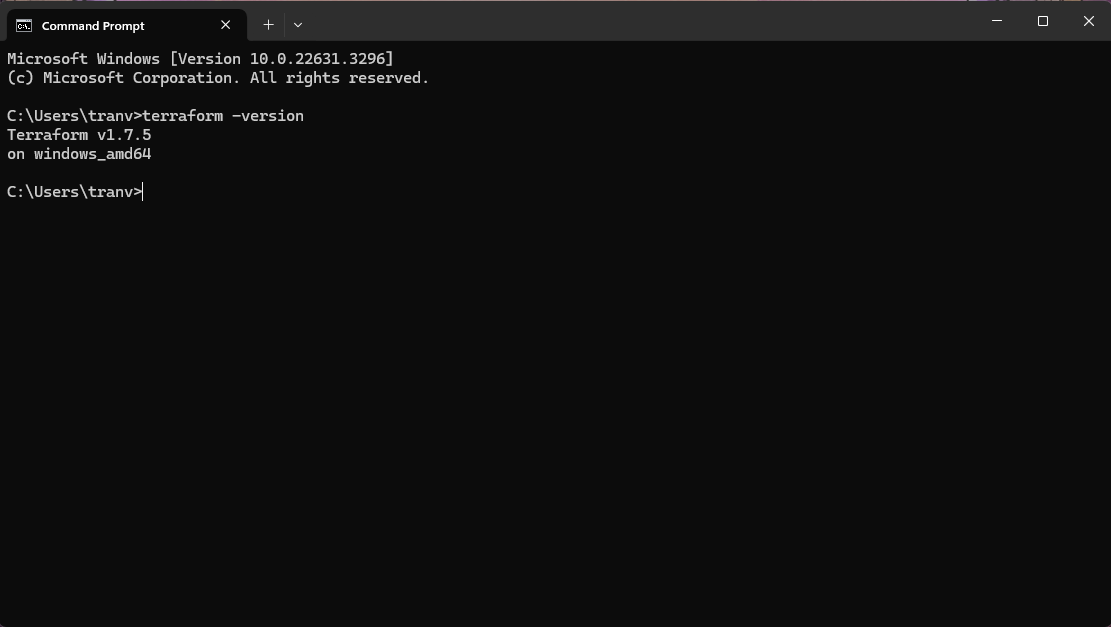 Command Prompt
Microsoft Windows [Version 10.0.22631.3296]
(c) Microsoft Corporation. All rights reserved.
C:\Users\tranv>terraform -version
Terraform v1.7.5
on windows_amd64
C:\Users\tranv>